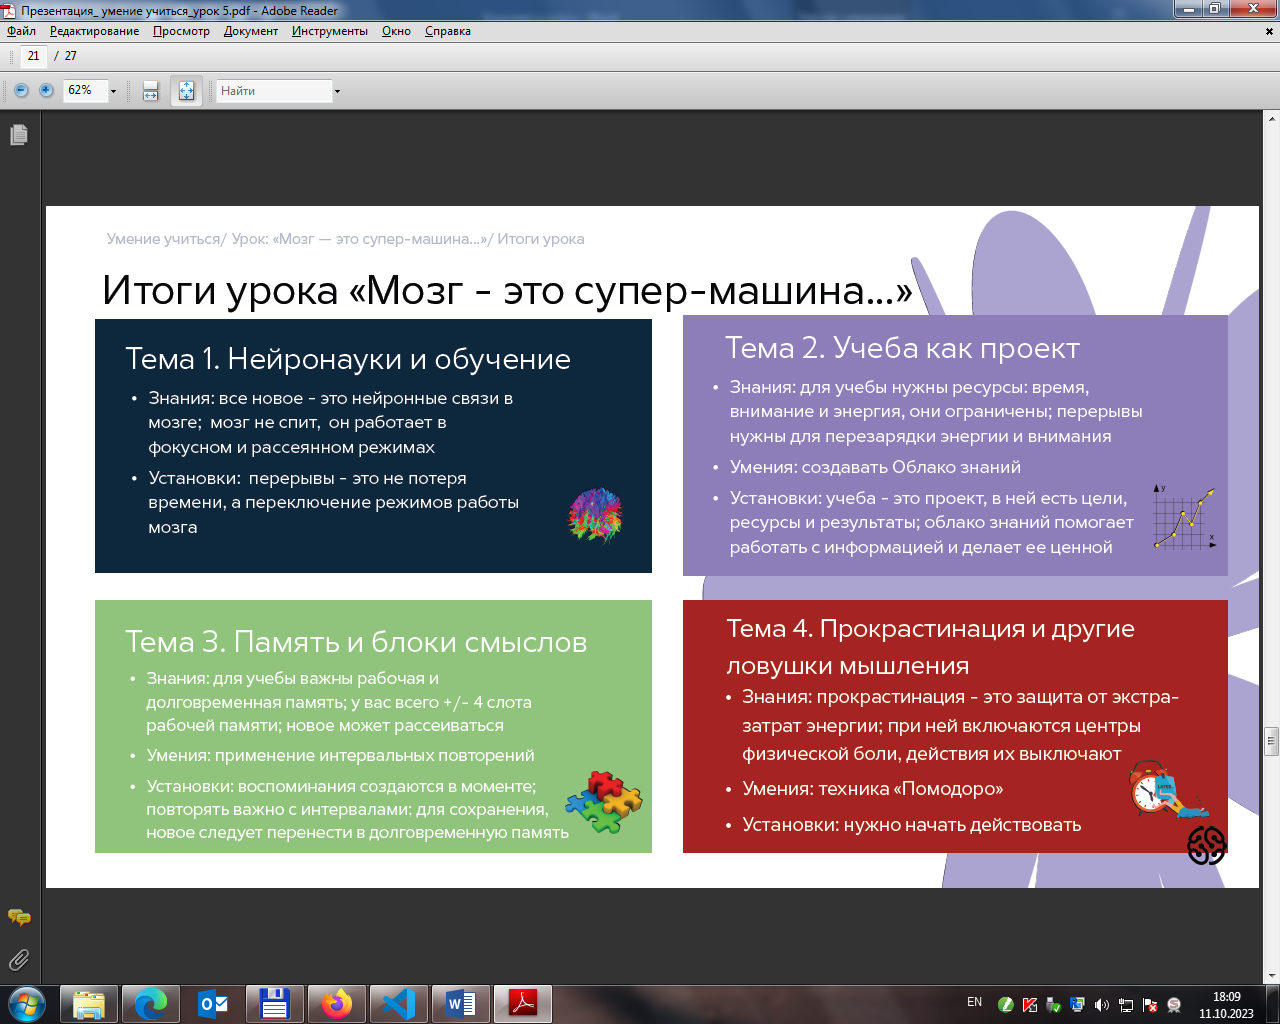 Презентация_ умение учиться_урок 5.pdf - Adobe Reader
Файл Редактирование Просмотр Документ Инструменты Окно Справка
21 / 27
62% Найти
Умение учиться/ Урок: «Мозг — это супер-машина...»/ Итоги урока
Итоги урока «Мозг - это супер-машина...»
Тема 1. Нейронауки и обучение
• Знания: все новое - это нейронные связи в
мозге; мозг не спит, он работает в
фокусном и рассеянном режимах
• Установки: перерывы - это не потеря
времени, а переключение режимов работы
мозга
Тема 2. Учеба как проект
• Знания: для учебы нужны ресурсы: время,
внимание и энергия, они ограничены; перерывы
нужны для перезарядки энергии и внимания
• Умения: создавать Облако знаний
• Установки: учеба - это проект, в ней есть цели,
ресурсы и результаты; облако знаний помогает
работать с информацией и делает ее ценной
y
x
Тема 3. Память и блоки смыслов
• Знания: для учебы важны рабочая и
долговременная память; у вас всего +/- 4 слота
рабочей памяти; новое может рассеиваться
• Умения: применение интервальных повторений
• Установки: воспоминания создаются в моменте;
повторять важно с интервалами; для сохранения,
новое следует перенести в долговременную память
Тема 4. Прокрастинация и другие
ловушки мышления
• Знания: прокрастинация - это защита от экстра-
затрат энергии; при ней включаются центры
физической боли, действия их выключают
• Умения: техника «Помодоро»
• Установки: нужно начать действовать
LATER...
EN
18:09
11.10.2023